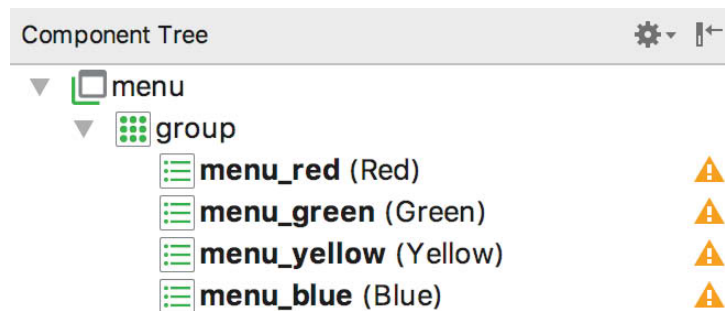 Component Tree
menu
group
menu_red (Red)
menu_green (Green)
menu_yellow (Yellow)
menu_blue (Blue)